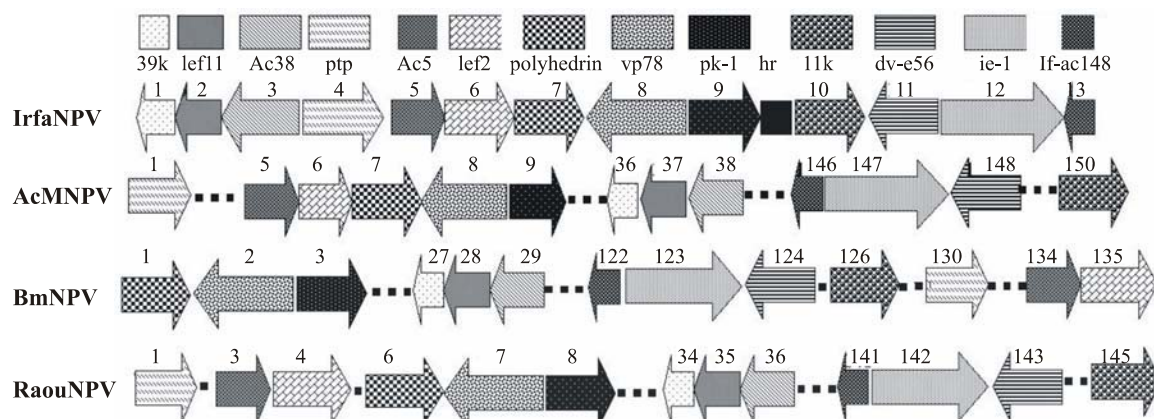 39k lef11 Ac38 ptp Ac5 lef2 polyhedrin vp78 pk-1 hr 11k dv-e56 ie-1 If-ac148
1 2 3 4 5 6 7 8 9 10 11 12 13
IrfaNPV
1 5 6 7 8 9 36 37 38 146 147 148 150
AcMNPV
1 2 3 27 28 29 122 123 124 126 130 134 135
BmNPV
1 3 4 6 7 8 34 35 36 141 142 143 145
RaouNPV